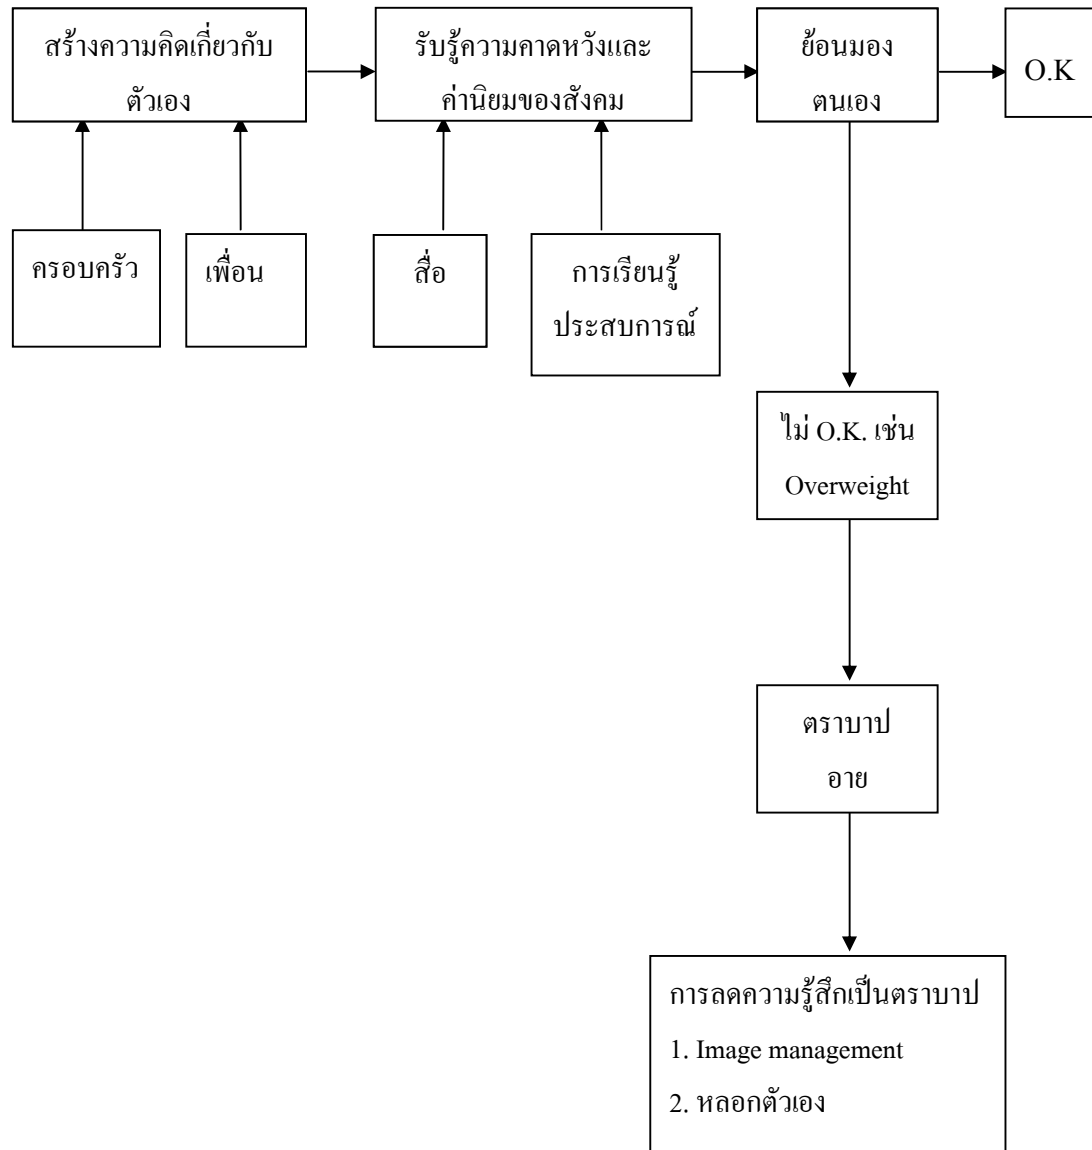 สร้างความคิดเกี่ยวกับ
ตัวเอง
รับรู้ความคาดหวังและ
ค่านิยมของสังคม
ย้อนมอง
ตนเอง
O.K
ครอบครัว
เพื่อน
สื่อ
การเรียนรู้
ประสบการณ์
ไม่ O.K. เช่น
Overweight
ตราบาป
อาย
การลดความรู้สึกเป็นตราบาป
1. Image management
2. หลอกตัวเอง